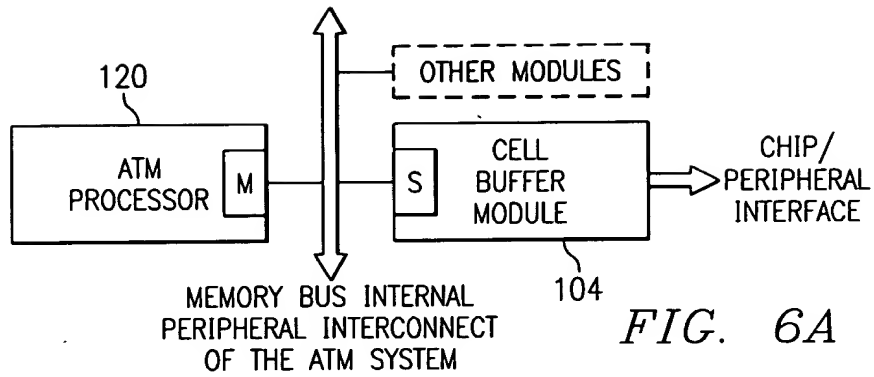 120
OTHER MODULES
ATM
PROCESSOR
M
S
CELL
BUFFER
MODULE
CHIP/
PERIPHERAL
INTERFACE
104
MEMORY BUS INTERNAL
PERIPHERAL INTERCONNECT
OF THE ATM SYSTEM
FIG. 6A